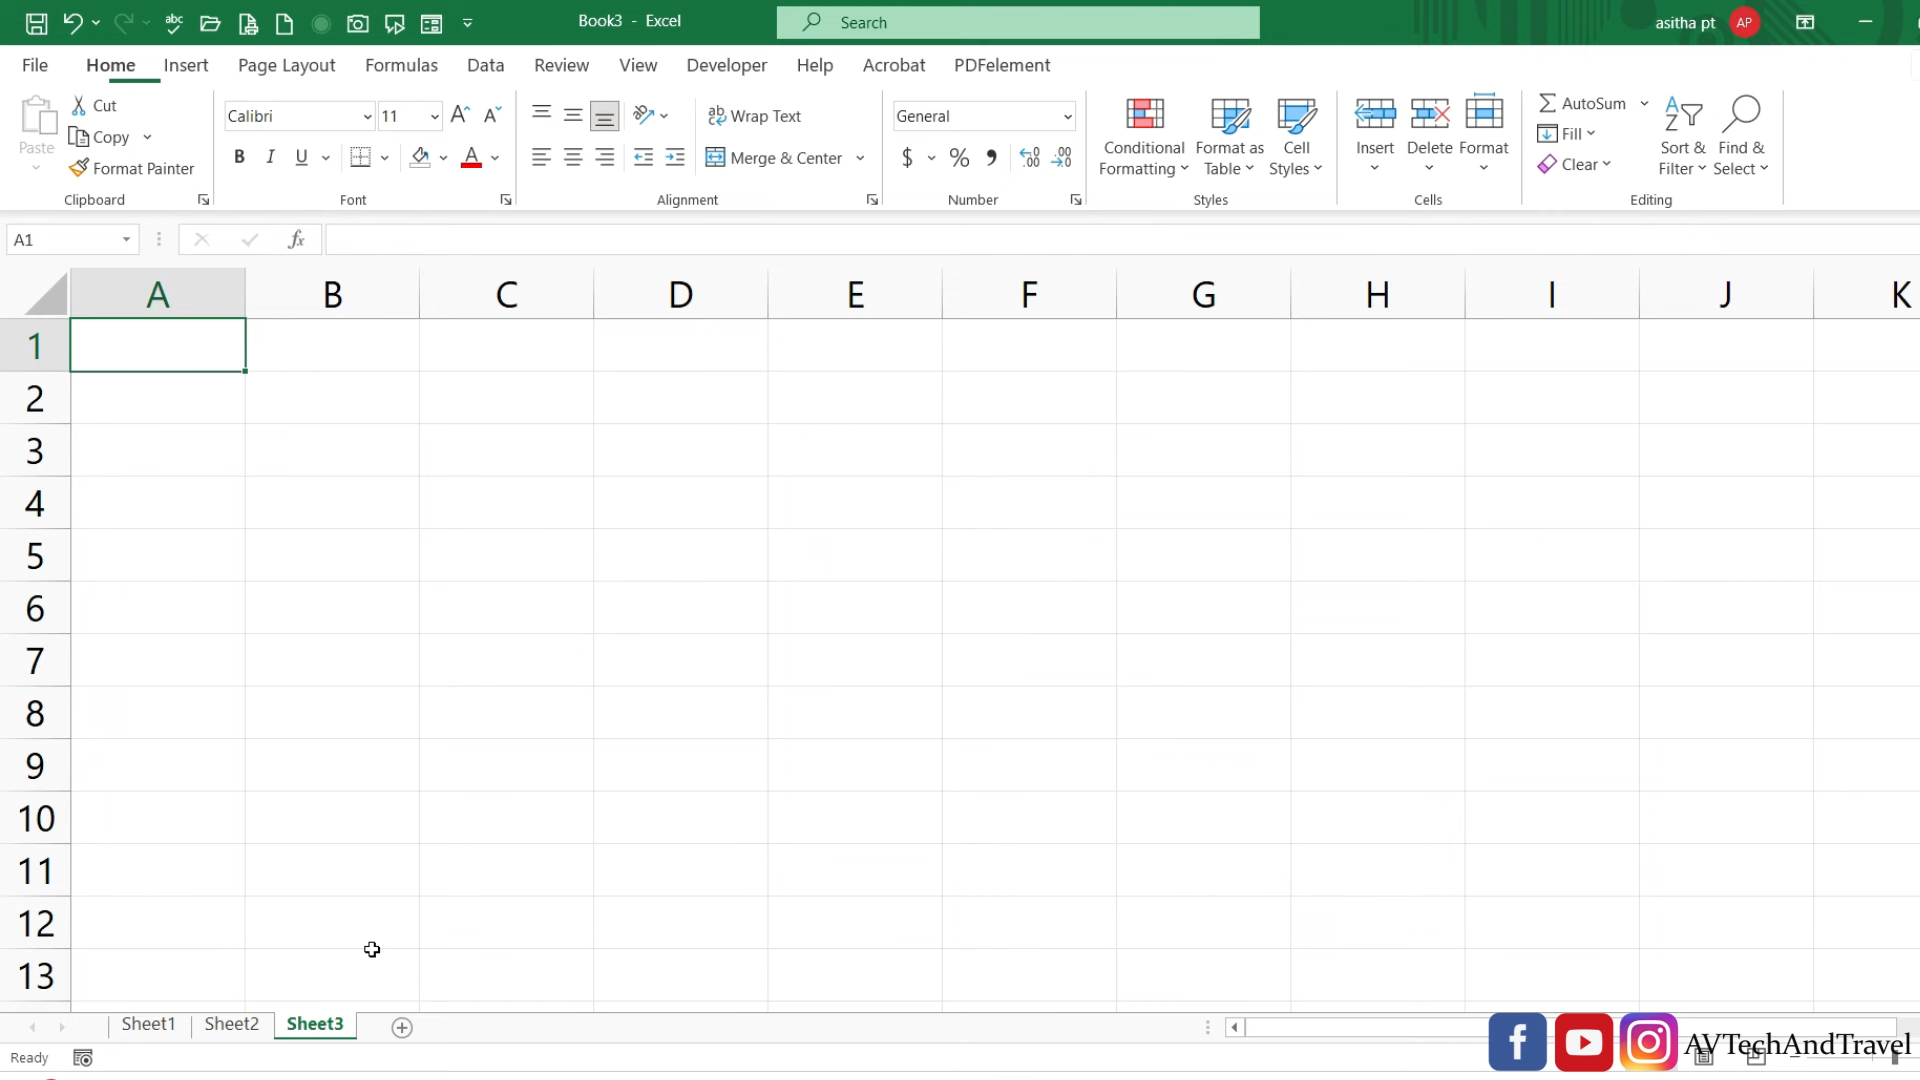 Book3 - Excel
Search
asitha pt
AP
File Home Insert Page Layout Formulas Data Review View Developer Help Acrobat PDFelement
Paste
Cut
Copy
Format Painter
Clipboard
Calibri 11
B I U A
Font
ab Wrap Text
Merge & Center
Alignment
General
$ % ,
Number
Conditional Formatting
Format as Table
Cell Styles
Styles
Insert Delete Format
Cells
AutoSum
Fill
Clear
Sort & Filter
Find & Select
Editing
A1 fx
A B C D E F G H I J K
1
2
3
4
5
6
7
8
9
10
11
12
13
Sheet1 Sheet2 Sheet3
Ready
AVTechAndTravel